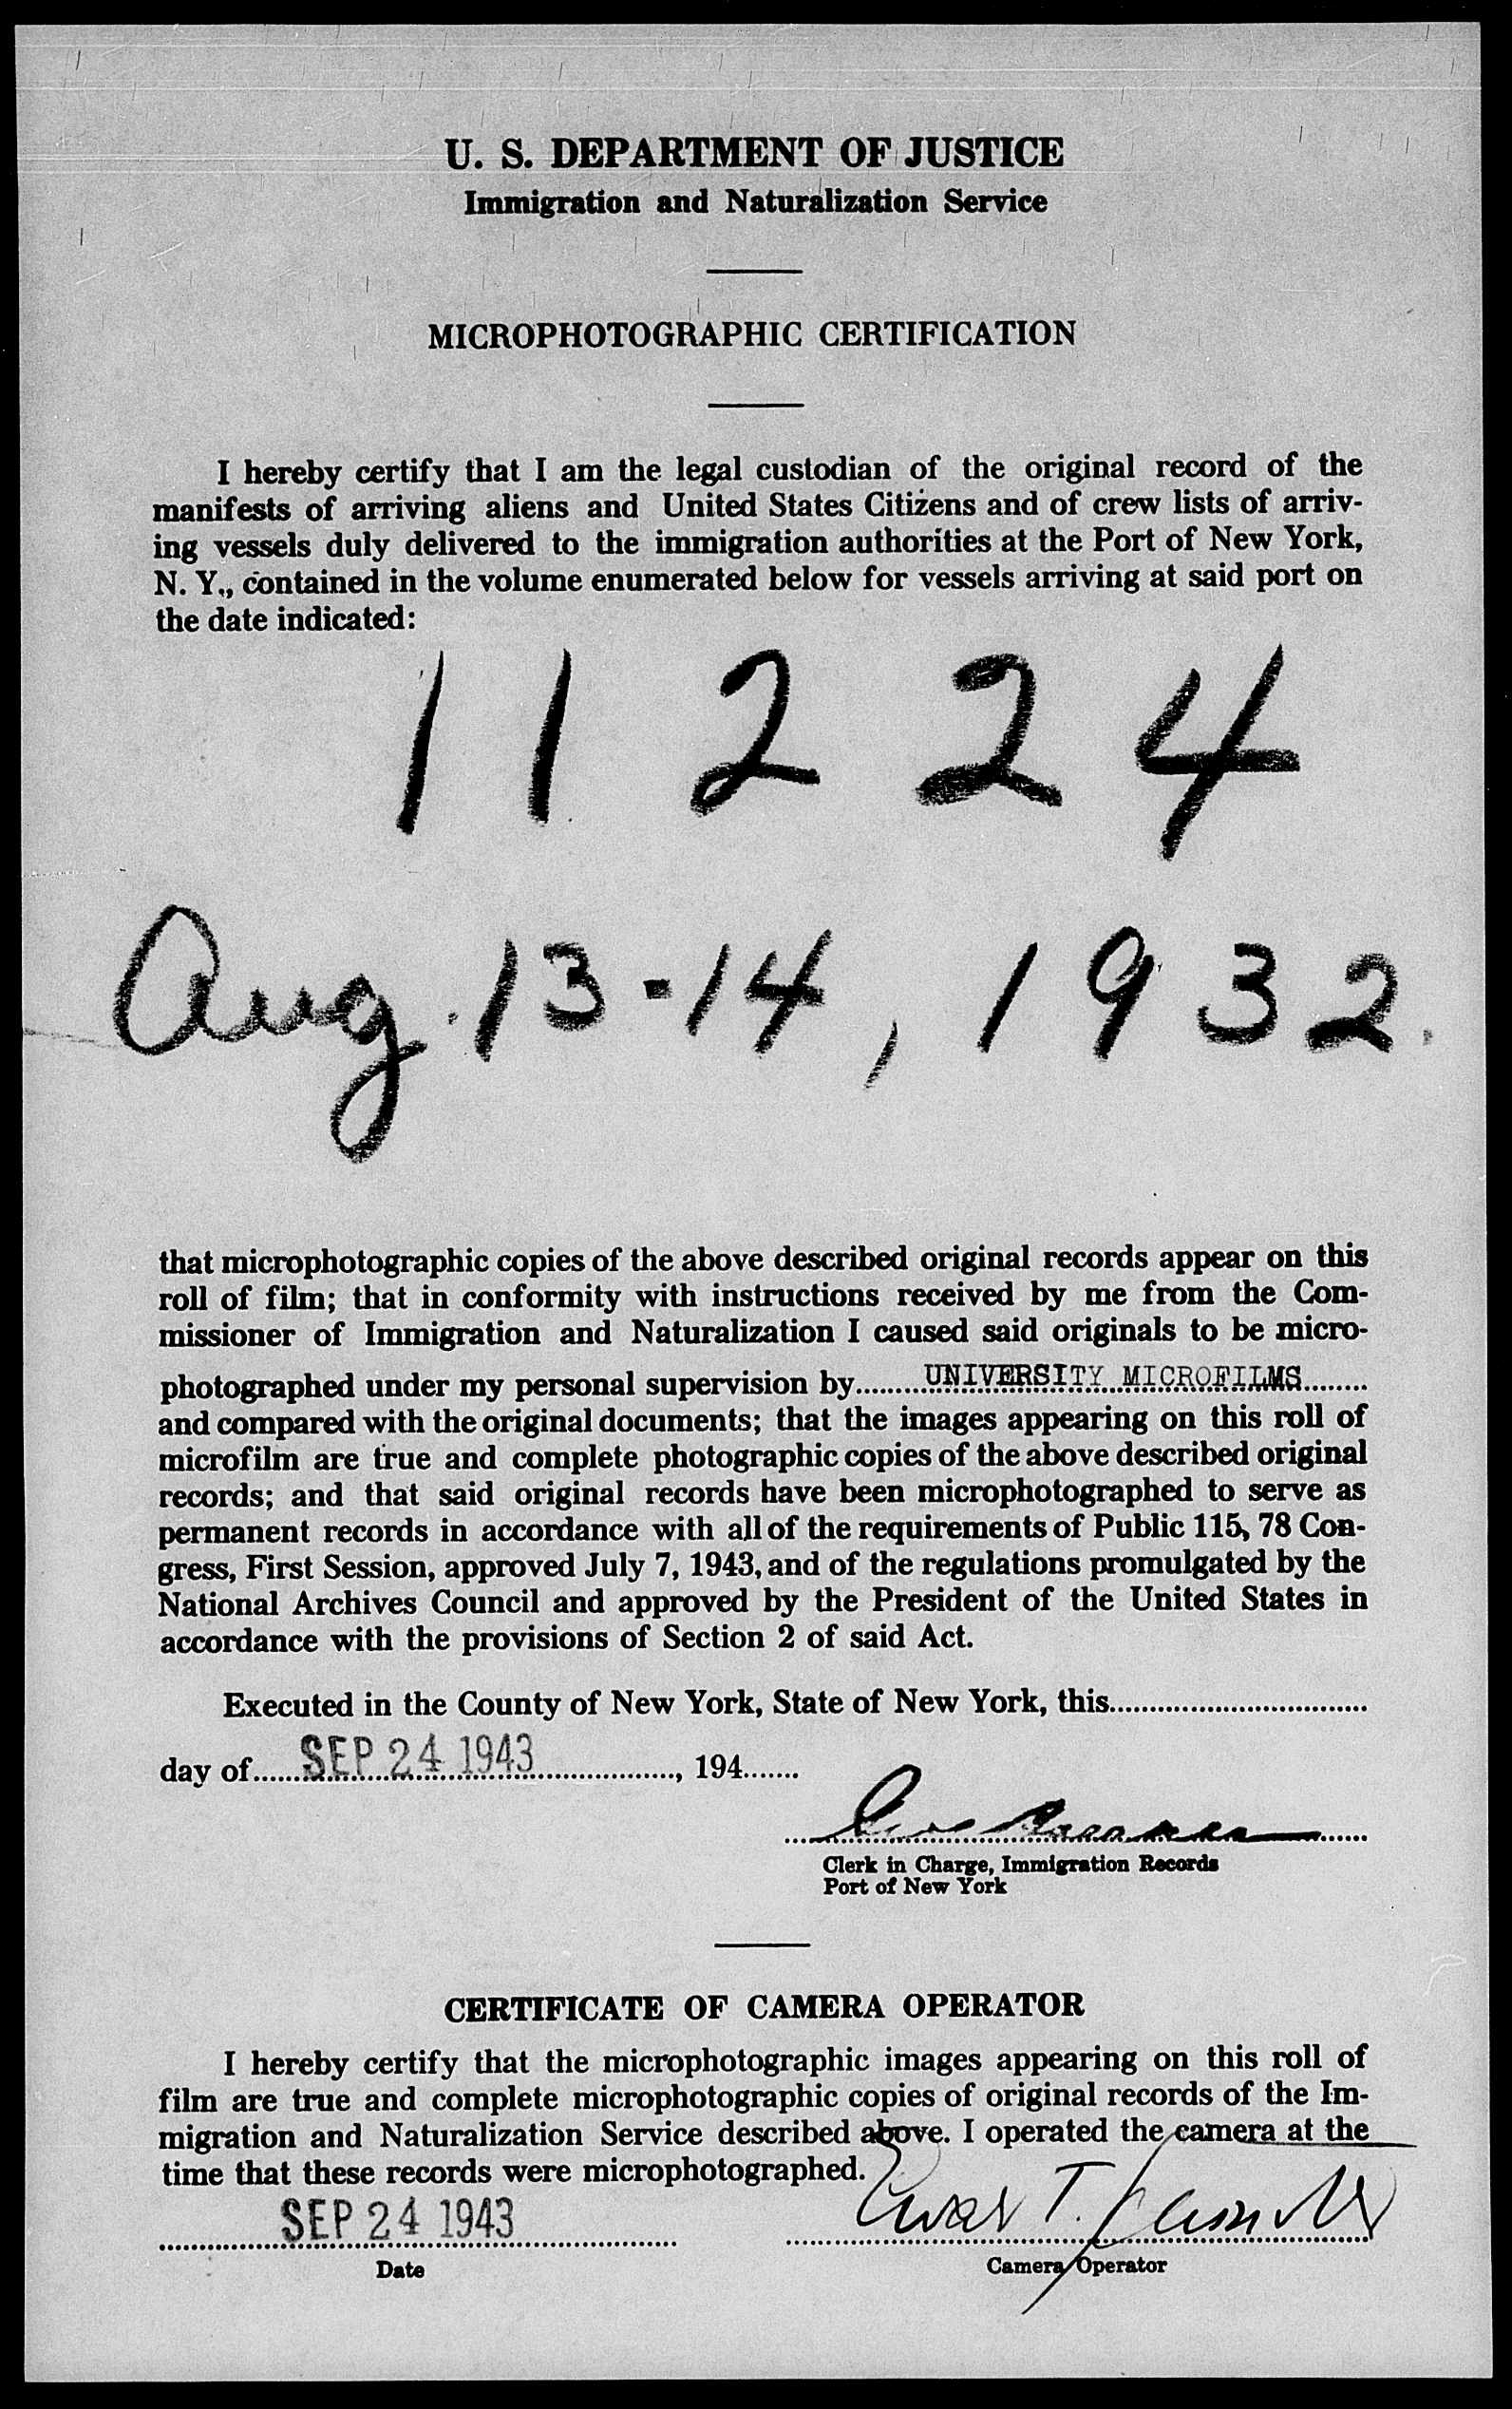 U. S. DEPARTMENT OF JUSTICE
Immigration and Naturalization Service
MICROPHOTOGRAPHIC CERTIFICATION
I hereby certify that I am the legal custodian of the original record of the
manifests of arriving aliens and United States Citizens and of crew lists of arriv-
ing vessels duly delivered to the immigration authorities at the Port of New York,
N. Y., contained in the volume enumerated below for vessels arriving at said port on
the date indicated:
11224
Aug. 13-14, 1932.
that microphotographic copies of the above described original records appear on this
roll of film; that in conformity with instructions received by me from the Com-
missioner of Immigration and Naturalization I caused said originals to be micro-
photographed under my personal supervision by........UNIVERSITY MICROFILMS........
and compared with the original documents; that the images appearing on this roll of
microfilm are true and complete photographic copies of the above described original
records; and that said original records have been microphotographed to serve as
permanent records in accordance with all of the requirements of Public 115, 78 Con-
gress, First Session, approved July 7, 1943, and of the regulations promulgated by the
National Archives Council and approved by the President of the United States in
accordance with the provisions of Section 2 of said Act.
Executed in the County of New York, State of New York, this................................
day of......SEP 24 1943................., 194.......
Clerk in Charge, Immigration Records
Port of New York
CERTIFICATE OF CAMERA OPERATOR
I hereby certify that the microphotographic images appearing on this roll of
film are true and complete microphotographic copies of original records of the Im-
migration and Naturalization Service described above. I operated the camera at the
time that these records were microphotographed.
SEP 24 1943
T.
Date
Camera Operator